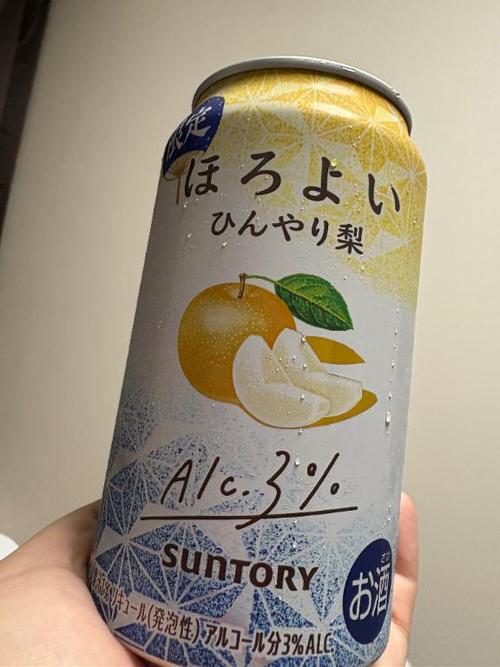 限定
ほろよい
ひんやり梨
Alc.3%
SUNTORY
お酒
リキュール(発泡性) アルコール分3%ALC.